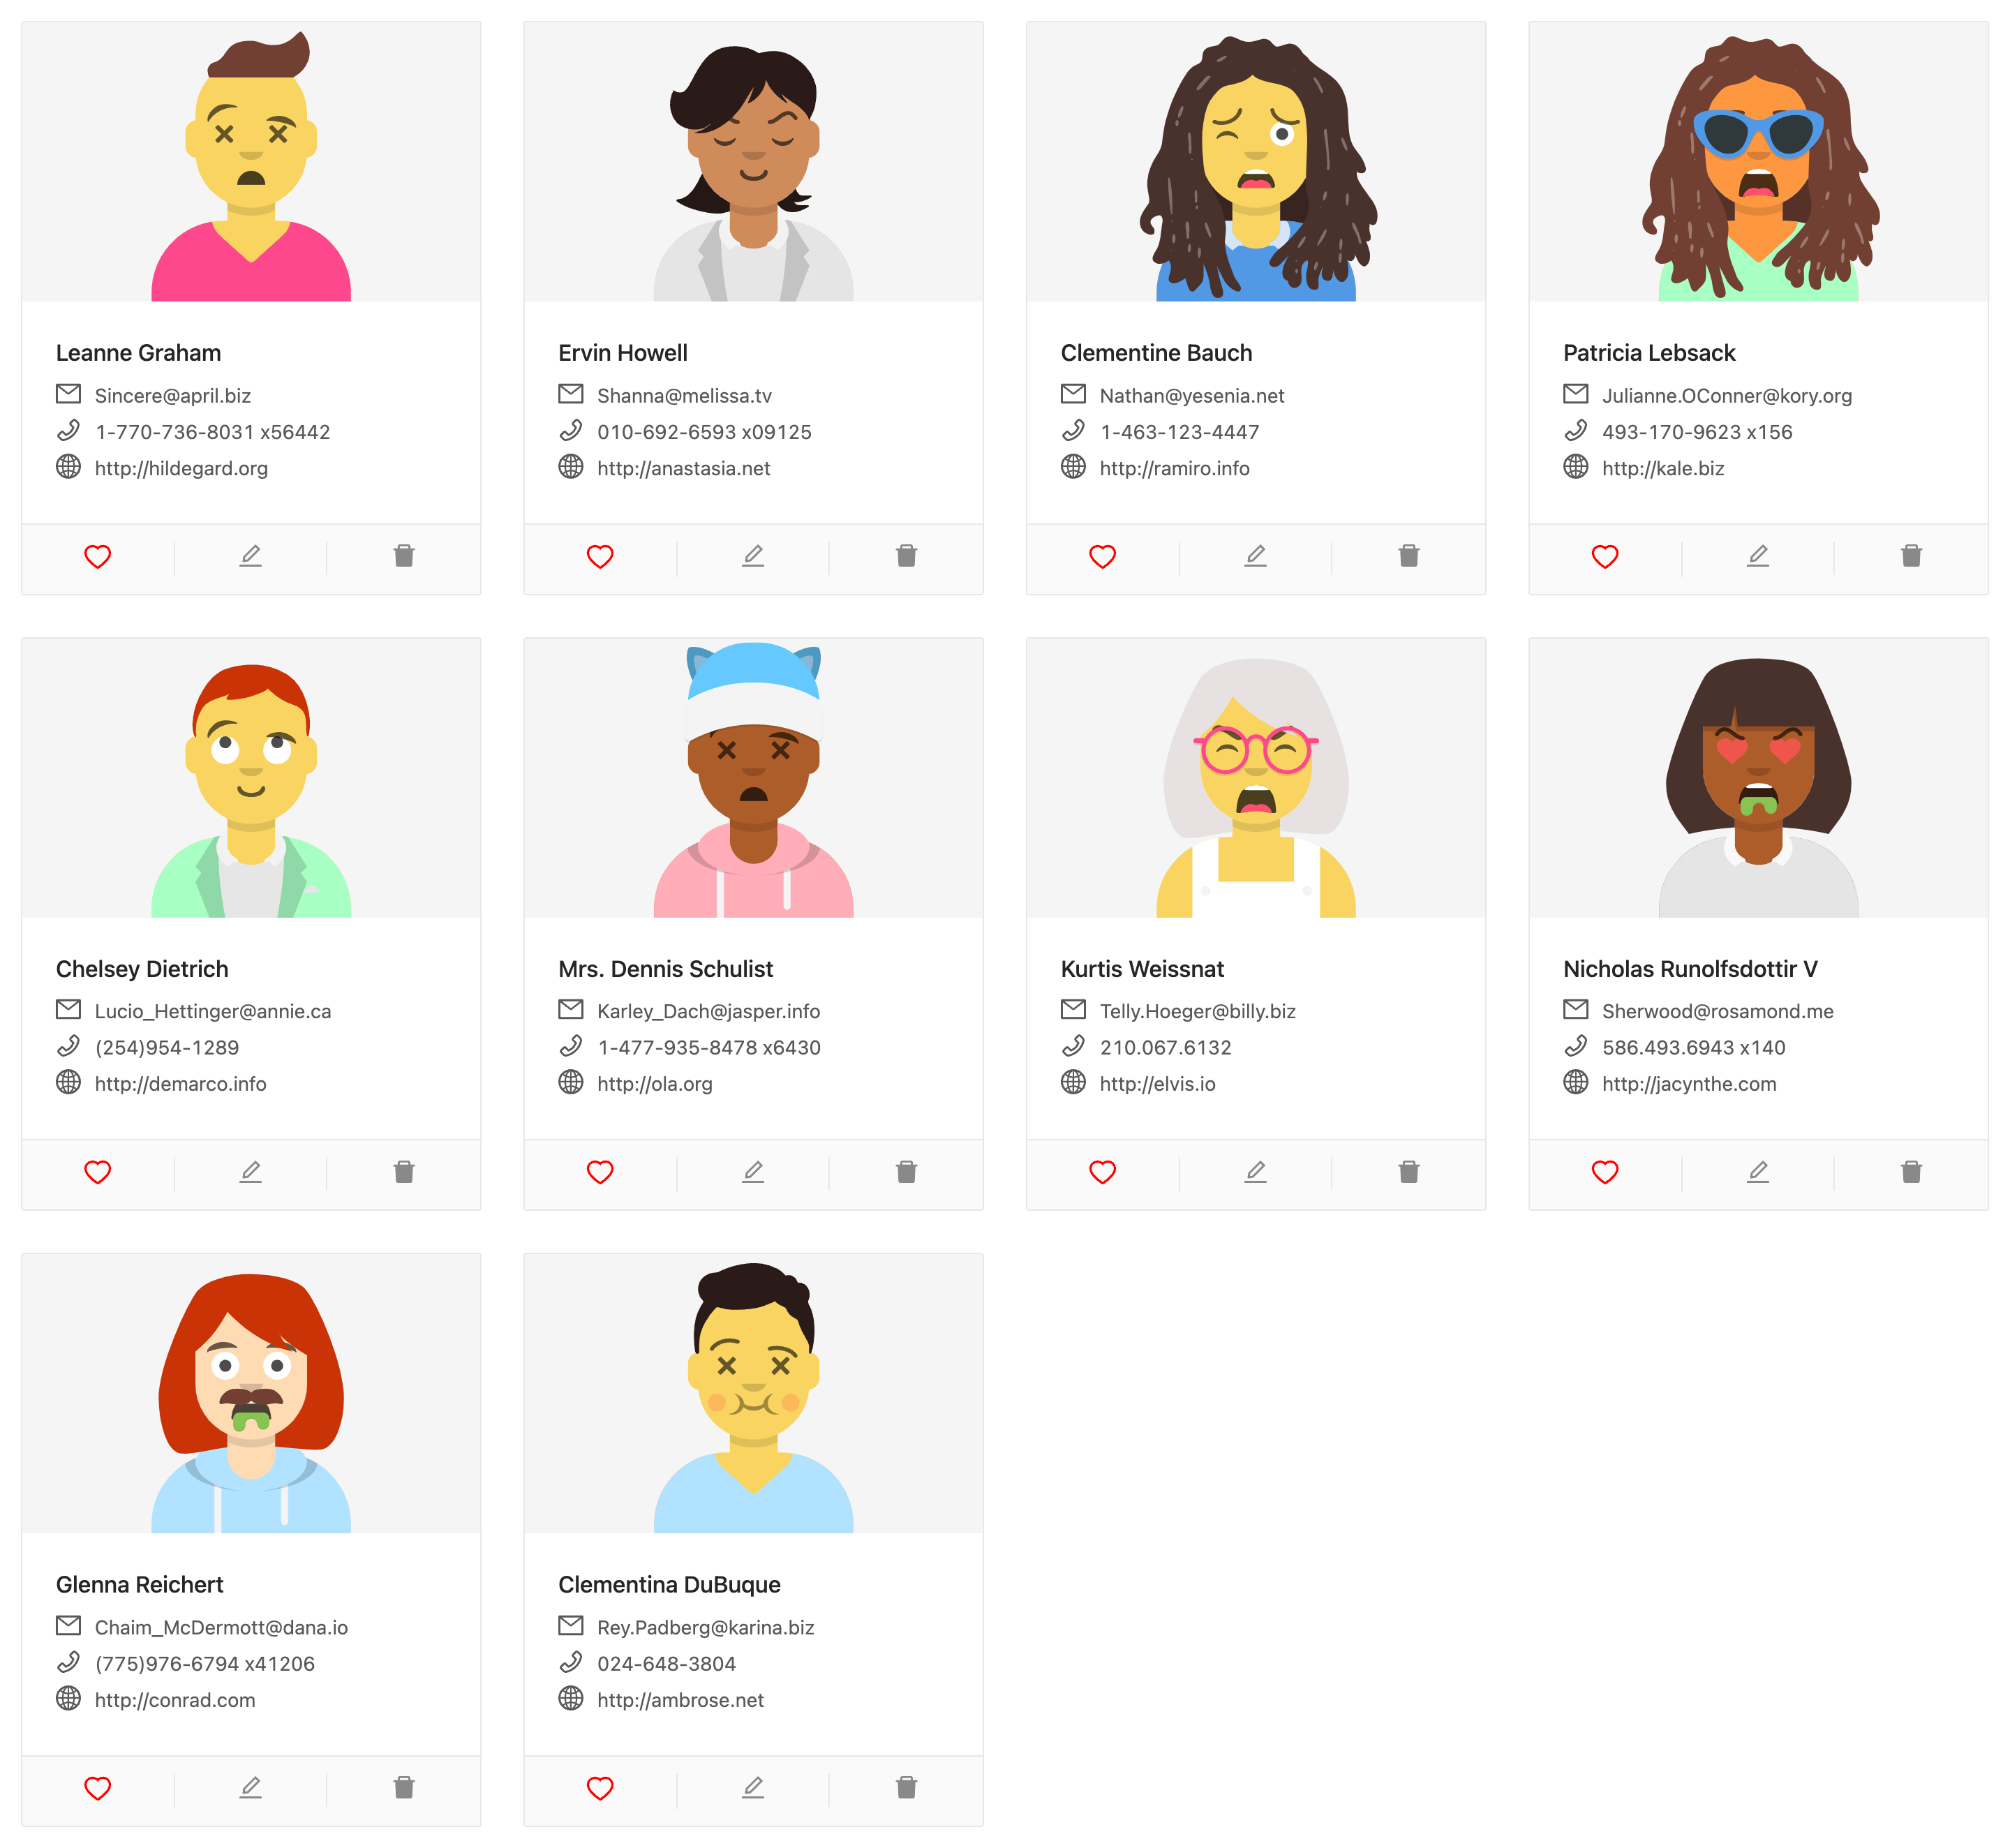 Leanne Graham
Sincere@april.biz
1-770-736-8031 x56442
http://hildegard.org
Ervin Howell
Shanna@melissa.tv
010-692-6593 x09125
http://anastasia.net
Clementine Bauch
Nathan@yesenia.net
1-463-123-4447
http://ramiro.info
Patricia Lebsack
Julianne.OConner@kory.org
493-170-9623 x156
http://kale.biz
Chelsey Dietrich
Lucio_Hettinger@annie.ca
(254)954-1289
http://demarco.info
Mrs. Dennis Schulist
Karley_Dach@jasper.info
1-477-935-8478 x6430
http://ola.org
Kurtis Weissnat
Telly.Hoeger@billy.biz
210.067.6132
http://elvis.io
Nicholas Runolfsdottir V
Sherwood@rosamond.me
586.493.6943 x140
http://jacynthe.com
Glenna Reichert
Chaim_McDermott@dana.io
(775)976-6794 x41206
http://conrad.com
Clementina DuBuque
Rey.Padberg@karina.biz
024-648-3804
http://ambrose.net